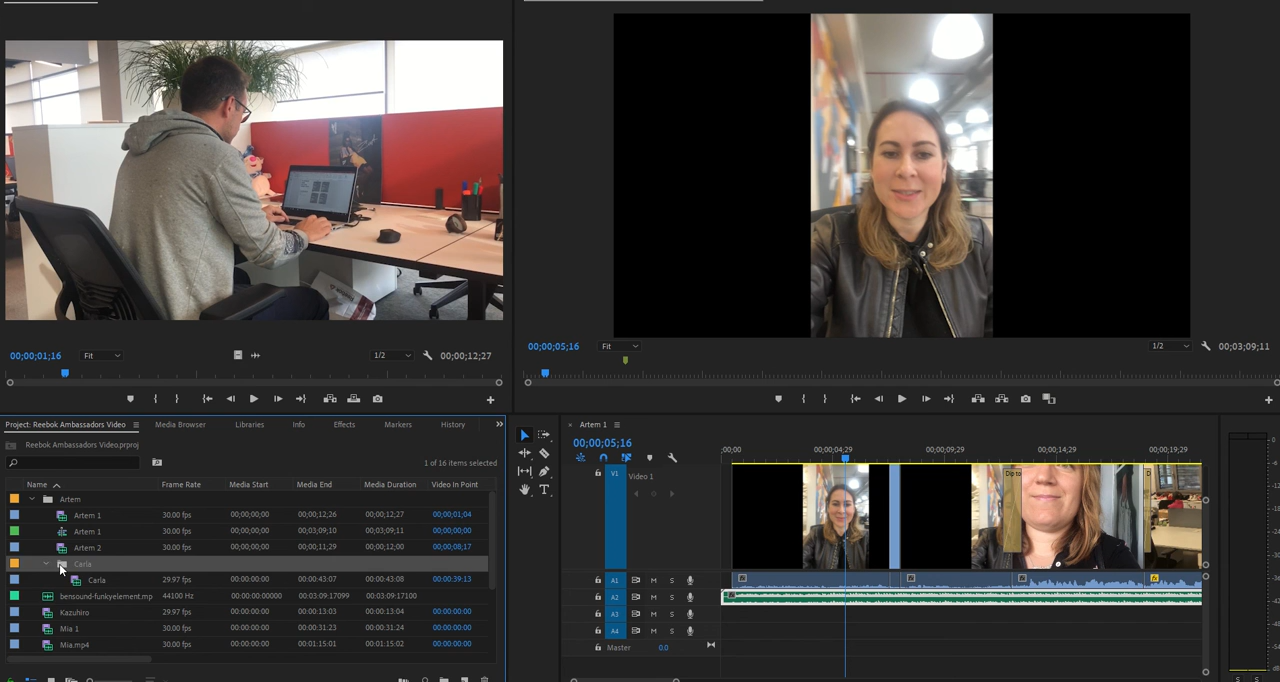 00;00;01;16
Fit
1/2
00;00;12;27
00;00;05;16
Fit
1/2
00;03;09;11
Project: Reebok Ambassadors Video
Media Browser
Libraries
Info
Effects
Markers
History
Reebok Ambassadors Video.prproj
1 of 16 items selected
Name Frame Rate Media Start Media End Media Duration Video In Point
Artem
Artem 1 30.00 fps 00;00;00;00 00;00;12;26 00;00;12;27 00;00;01;04
Artem 1 30.00 fps 00;00;00;00 00;03;09;10 00;03;09;11 00;00;00;00
Artem 2 30.00 fps 00;00;00;00 00;00;11;29 00;00;12;00 00;00;08;17
Carla
Carla 29.97 fps 00:00:00:00 00:00:43:07 00:00:43:08 00:00:39:13
bensound-funkyelement.mp 44100 Hz 00:00:00:00000 00:03:09:17099 00:03:09:17100
Kazuhiro 29.97 fps 00:00:00:00 00:00:13:03 00:00:13:04 00:00:00:00
Mia 1 30.00 fps 00:00:00:00 00:00:31:23 00:00:31:24 00:00:00:00
Mia.mp4 30.00 fps 00:00:00:00 00:01:15:01 00:01:15:02 00:00:00:00
× Artem 1
00;00;05;16
;00;00 00;00;04;29 00;00;09;29 00;00;14;29 00;00;19;29
V1 Video 1
Dip to
D
A1 M S
A2 M S
A3 M S
A4 M S
Master 0.0
0
dB
S S